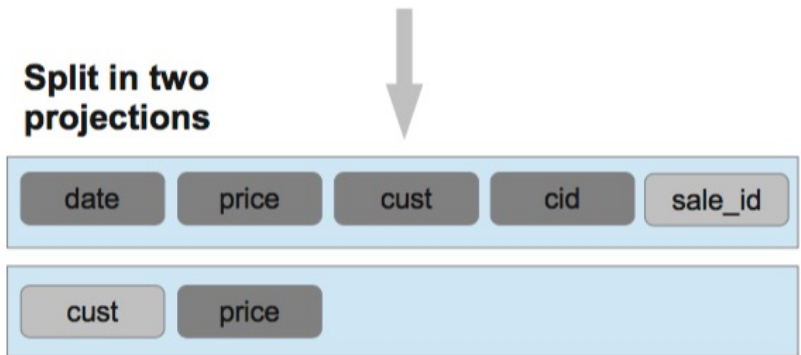 Split in two
projections
date price cust cid sale_id
cust price